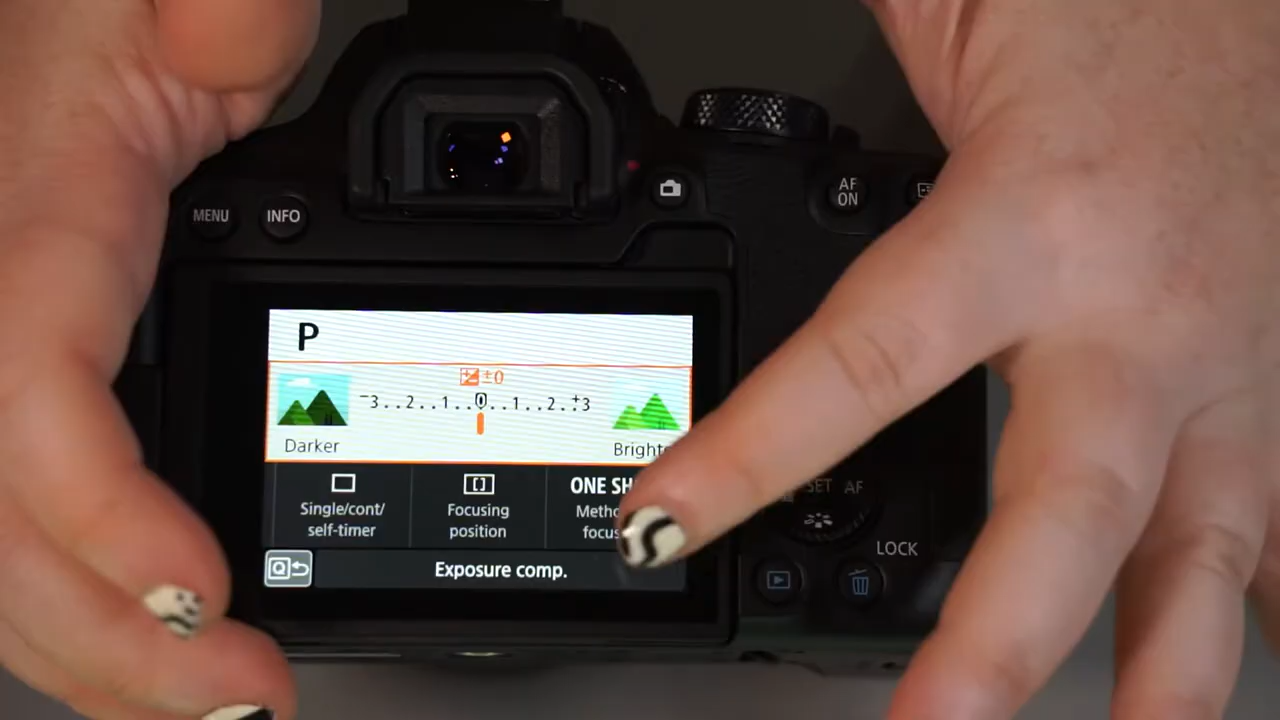 AF
ON
MENU INFO
P
±0
-3..2..1..0..1..2..+3
Darker
ONE
Single/cont/
self-timer
Focusing
position
SET AF
LOCK
Q
Exposure comp.